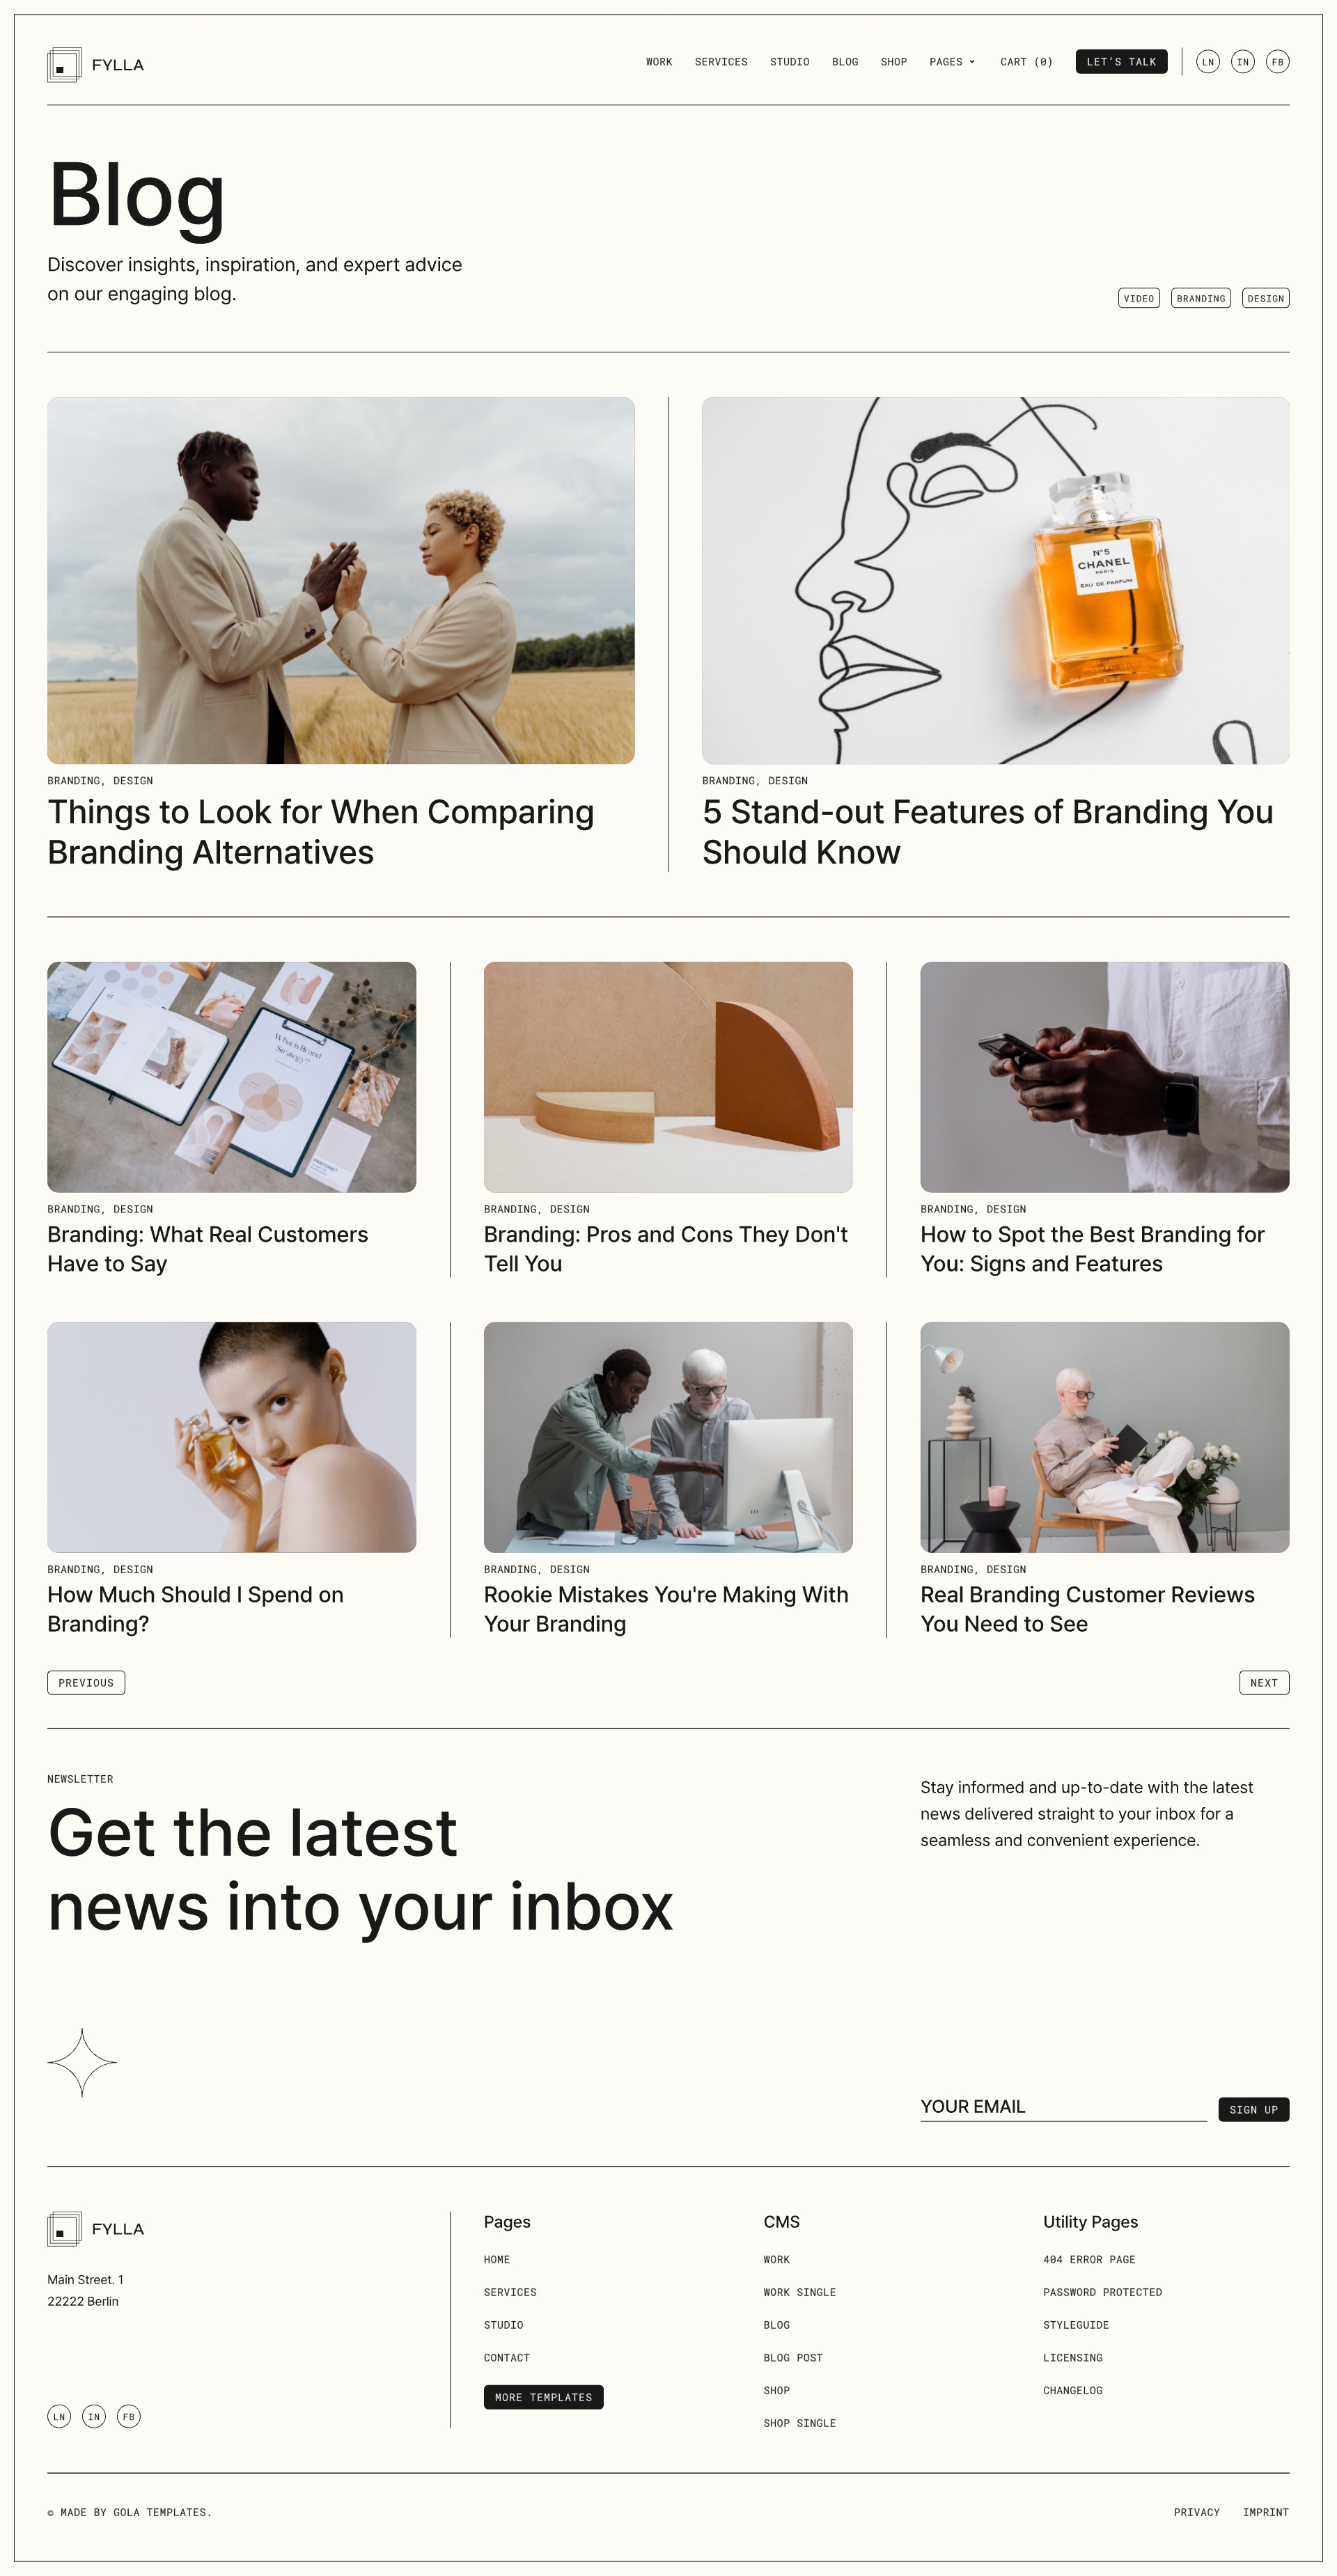 FYLLA
WORK SERVICES STUDIO BLOG SHOP PAGES CART (0) LET'S TALK LN IN FB
Blog
Discover insights, inspiration, and expert advice
on our engaging blog.
VIDEO BRANDING DESIGN
N°5
CHANEL
PARIS
EAU DE PARFUM
BRANDING, DESIGN
Things to Look for When Comparing
Branding Alternatives
BRANDING, DESIGN
5 Stand-out Features of Branding You
Should Know
What is Brand
Strategy?
PANTONE
BRANDING, DESIGN
Branding: What Real Customers
Have to Say
BRANDING, DESIGN
Branding: Pros and Cons They Don't
Tell You
BRANDING, DESIGN
How to Spot the Best Branding for
You: Signs and Features
BRANDING, DESIGN
How Much Should I Spend on
Branding?
BRANDING, DESIGN
Rookie Mistakes You're Making With
Your Branding
BRANDING, DESIGN
Real Branding Customer Reviews
You Need to See
PREVIOUS
NEXT
NEWSLETTER
Get the latest
news into your inbox
Stay informed and up-to-date with the latest
news delivered straight to your inbox for a
seamless and convenient experience.
YOUR EMAIL
SIGN UP
FYLLA
Main Street. 1
22222 Berlin
LN IN FB
Pages
HOME
SERVICES
STUDIO
CONTACT
MORE TEMPLATES
CMS
WORK
WORK SINGLE
BLOG
BLOG POST
SHOP
SHOP SINGLE
Utility Pages
404 ERROR PAGE
PASSWORD PROTECTED
STYLEGUIDE
LICENSING
CHANGELOG
© MADE BY GOLA TEMPLATES.
PRIVACY IMPRINT